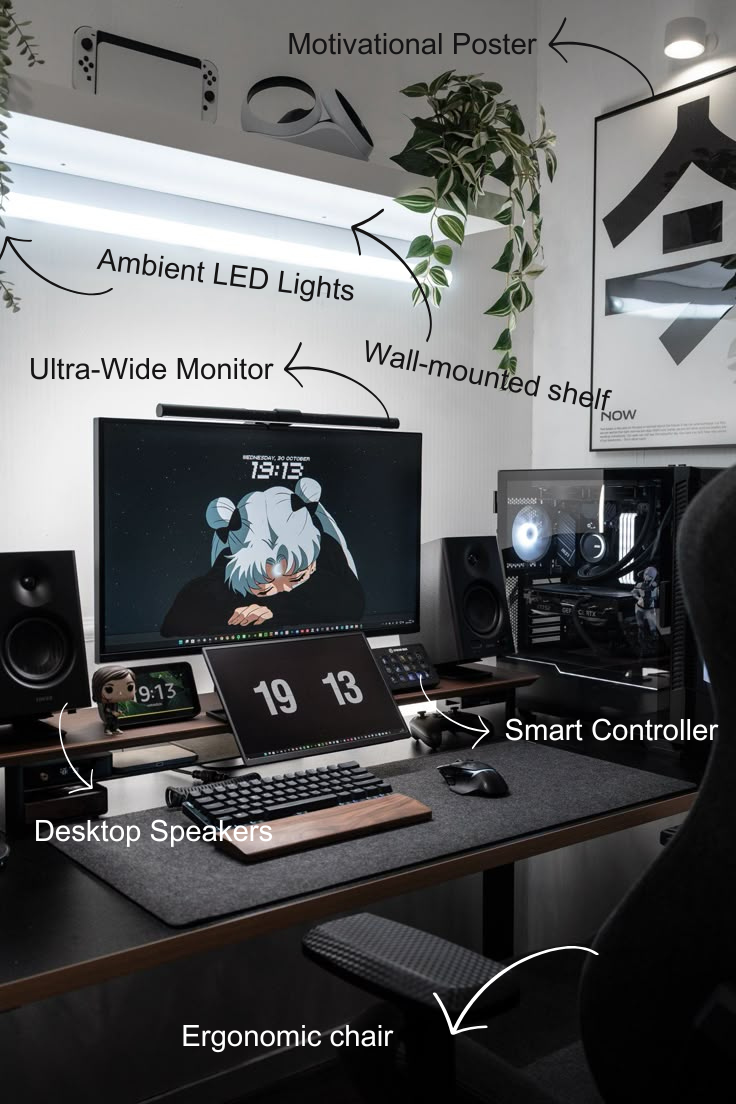 Motivational Poster
Ambient LED Lights
Wall-mounted shelf
Ultra-Wide Monitor
NOW
WEDNESDAY, 20 OCTOBER
19:13
9:13
19 13
Smart Controller
Desktop Speakers
Ergonomic chair